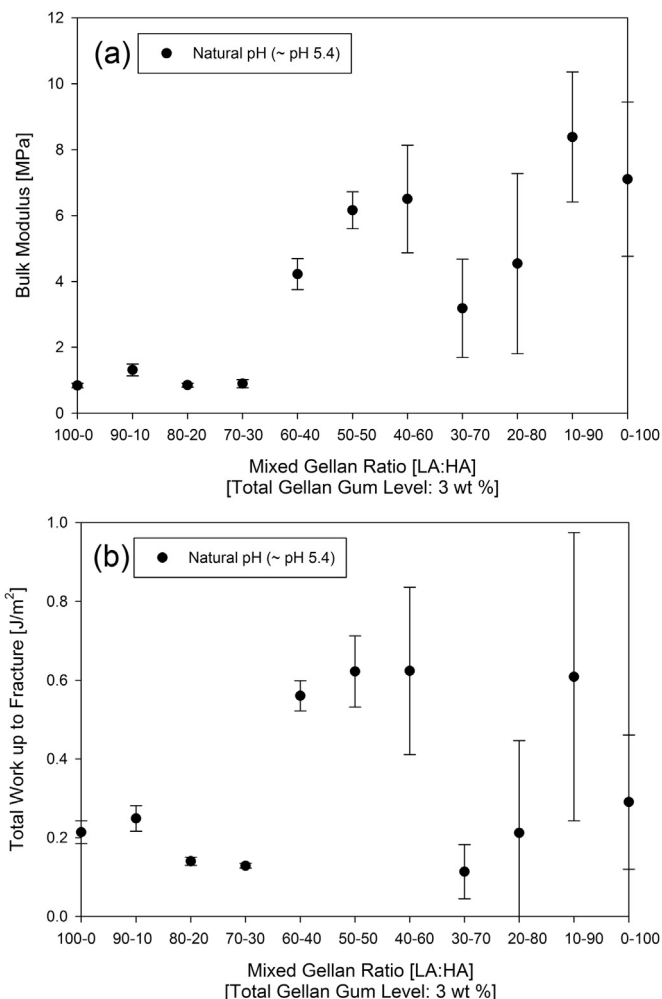 (a)
Natural pH (~ pH 5.4)
Bulk Modulus [MPa]
12
10
8
6
4
2
0
100-0 90-10 80-20 70-30 60-40 50-50 40-60 30-70 20-80 10-90 0-100
Mixed Gellan Ratio [LA:HA]
[Total Gellan Gum Level: 3 wt %]
(b)
Natural pH (~ pH 5.4)
Total Work up to Fracture [J/m²]
1.0
0.8
0.6
0.4
0.2
0.0
100-0 90-10 80-20 70-30 60-40 50-50 40-60 30-70 20-80 10-90 0-100
Mixed Gellan Ratio [LA:HA]
[Total Gellan Gum Level: 3 wt %]